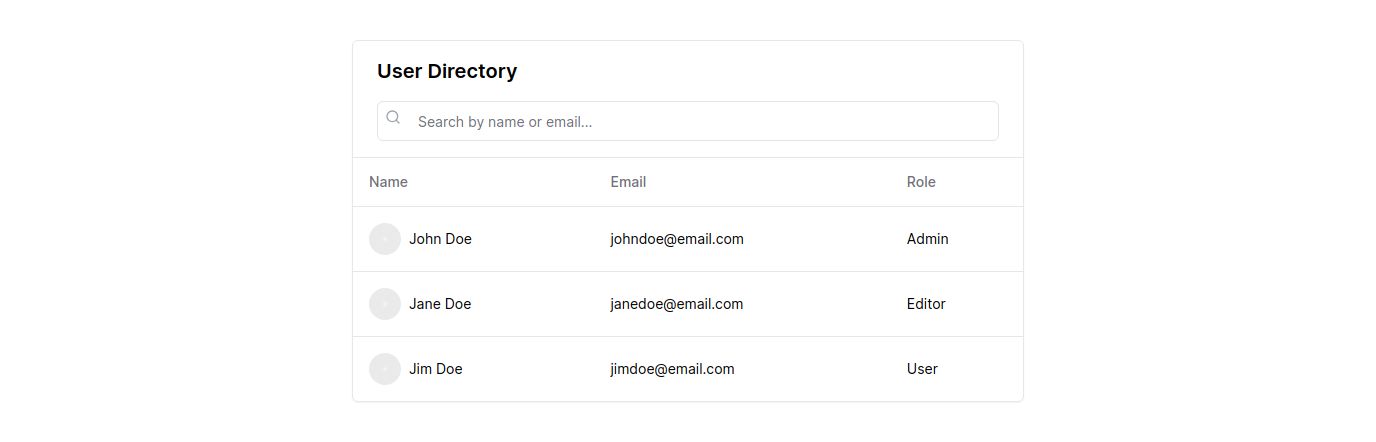 User Directory
Search by name or email...
Name Email Role
John Doe johndoe@email.com Admin
Jane Doe janedoe@email.com Editor
Jim Doe jimdoe@email.com User